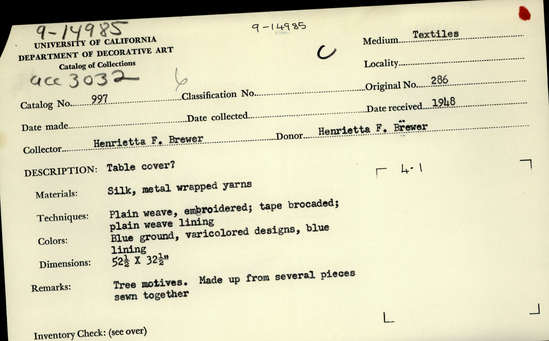 9-14985
9-14985
UNIVERSITY OF CALIFORNIA
DEPARTMENT OF DECORATIVE ART
Catalog of Collections
acc 3032
C
6
Medium Textiles
Locality
Catalog No. 997 Classification No. Original No. 286
Date made Date collected Date received 1948
Collector Henrietta F. Brewer Donor Henrietta F. Brewer
DESCRIPTION: Table cover?
4-1
Materials: Silk, metal wrapped yarns
Techniques: Plain weave, embroidered; tape brocaded;
plain weave lining
Colors: Blue ground, varicolored designs, blue
lining
Dimensions: 52½ X 32½"
Remarks: Tree motives. Made up from several pieces
sewn together
Inventory Check: (see over)